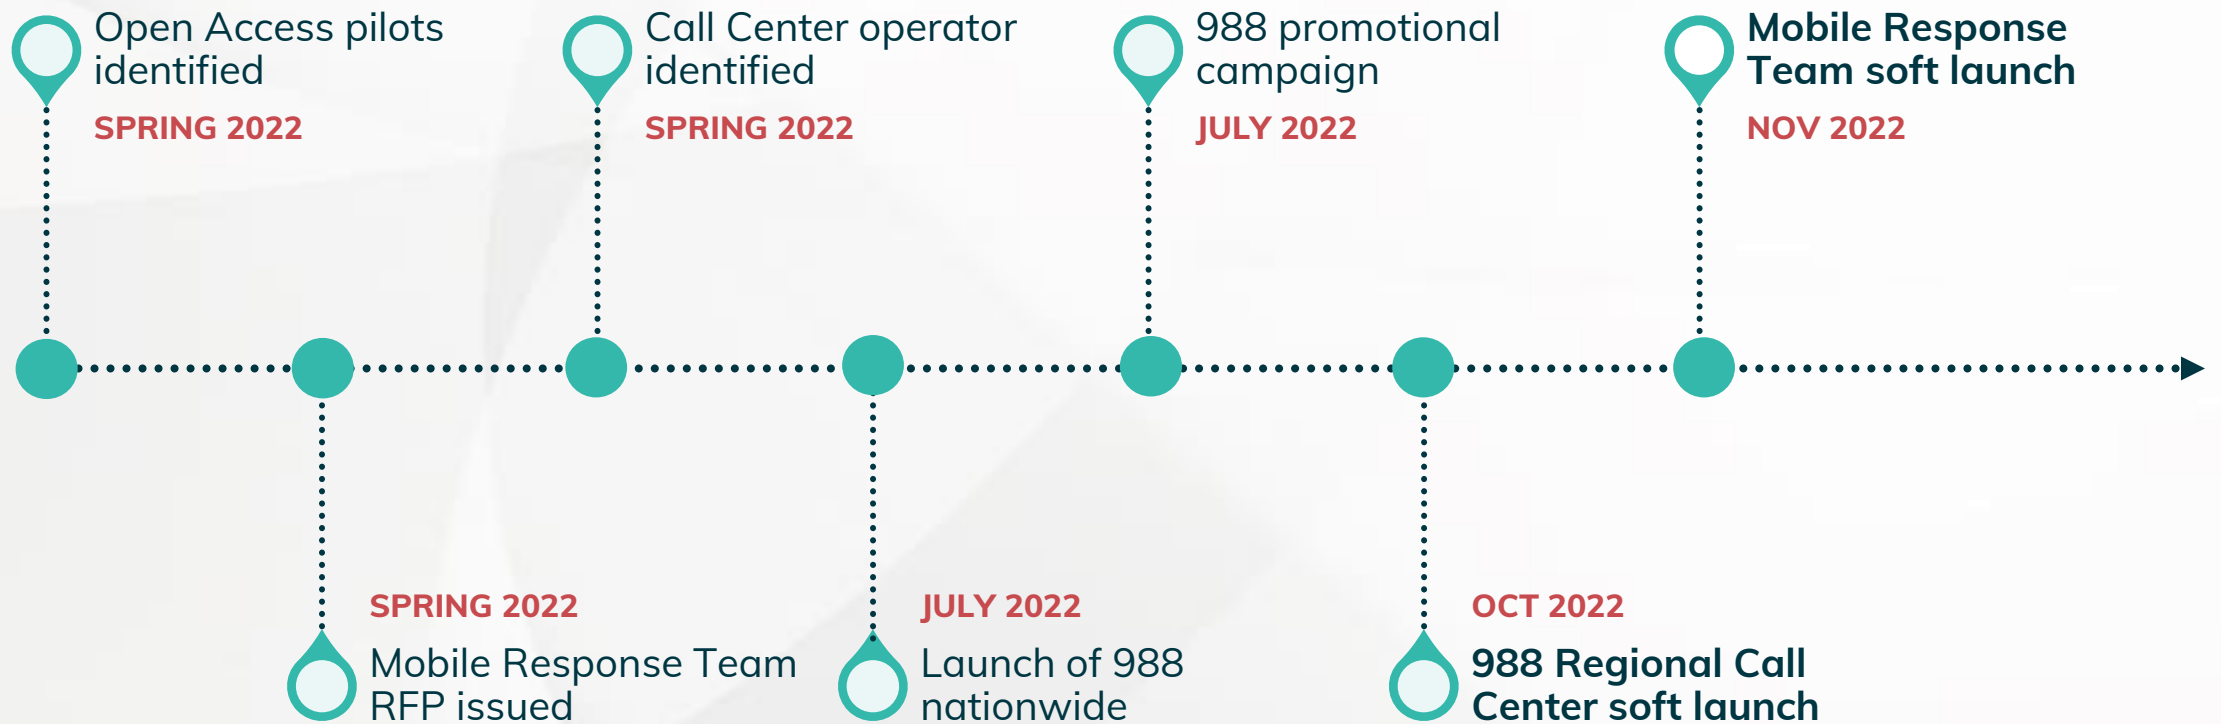 Open Access pilots
identified
SPRING 2022
Call Center operator
identified
SPRING 2022
988 promotional
campaign
JULY 2022
Mobile Response
Team soft launch
NOV 2022
SPRING 2022
Mobile Response Team
RFP issued
JULY 2022
Launch of 988
nationwide
OCT 2022
988 Regional Call
Center soft launch